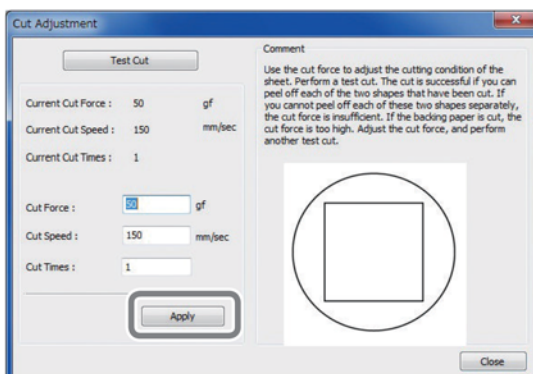 Cut Adjustment
Test Cut
Current Cut Force : 50 gf
Current Cut Speed : 150 mm/sec
Current Cut Times : 1
Cut Force : 50 gf
Cut Speed : 150 mm/sec
Cut Times : 1
Apply
Comment
Use the cut force to adjust the cutting condition of the
sheet. Perform a test cut. The cut is successful if you can
peel off each of the two shapes that have been cut. If
you cannot peel off each of these two shapes separately,
the cut force is insufficient. If the backing paper is cut, the
cut force is too high. Adjust the cut force, and perform
another test cut.
Close